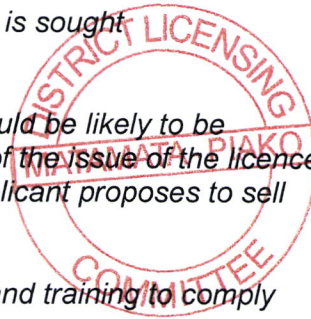 is sought
uld be likely to be
of the issue of the licence
plicant proposes to sell
and training to comply
DISTRICT LICENSING
MATAMATA PIAKO
COMMITTEE